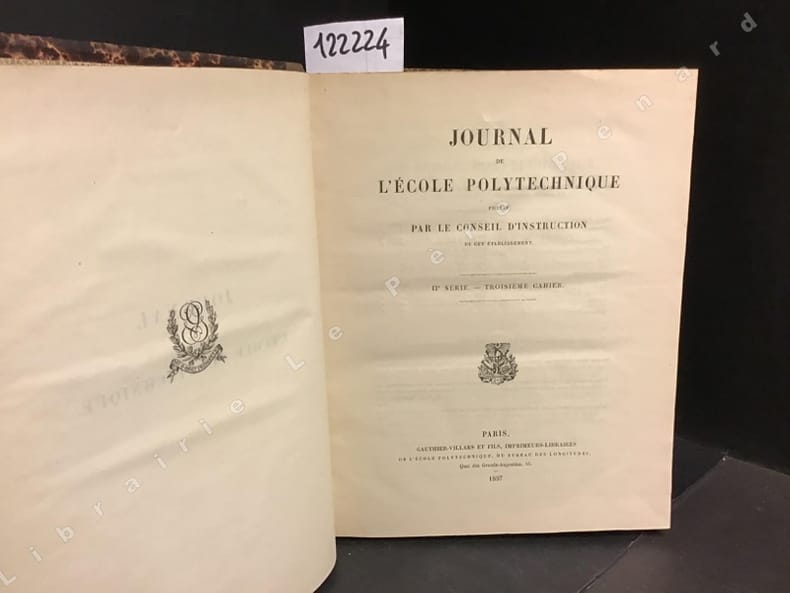 122224
JOURNAL
DE
L'ÉCOLE POLYTECHNIQUE
PUBLIÉ
PAR LE CONSEIL D'INSTRUCTION
DE CET ÉTABLISSEMENT.
IIe SÉRIE. — TROISIÈME CAHIER.
PARIS,
GAUTHIER-VILLARS ET FILS, IMPRIMEURS-LIBRAIRES
DE L'ÉCOLE POLYTECHNIQUE, DU BUREAU DES LONGITUDES,
Quai des Grands-Augustins, 55.
1897
Librairie Le Pere Penard